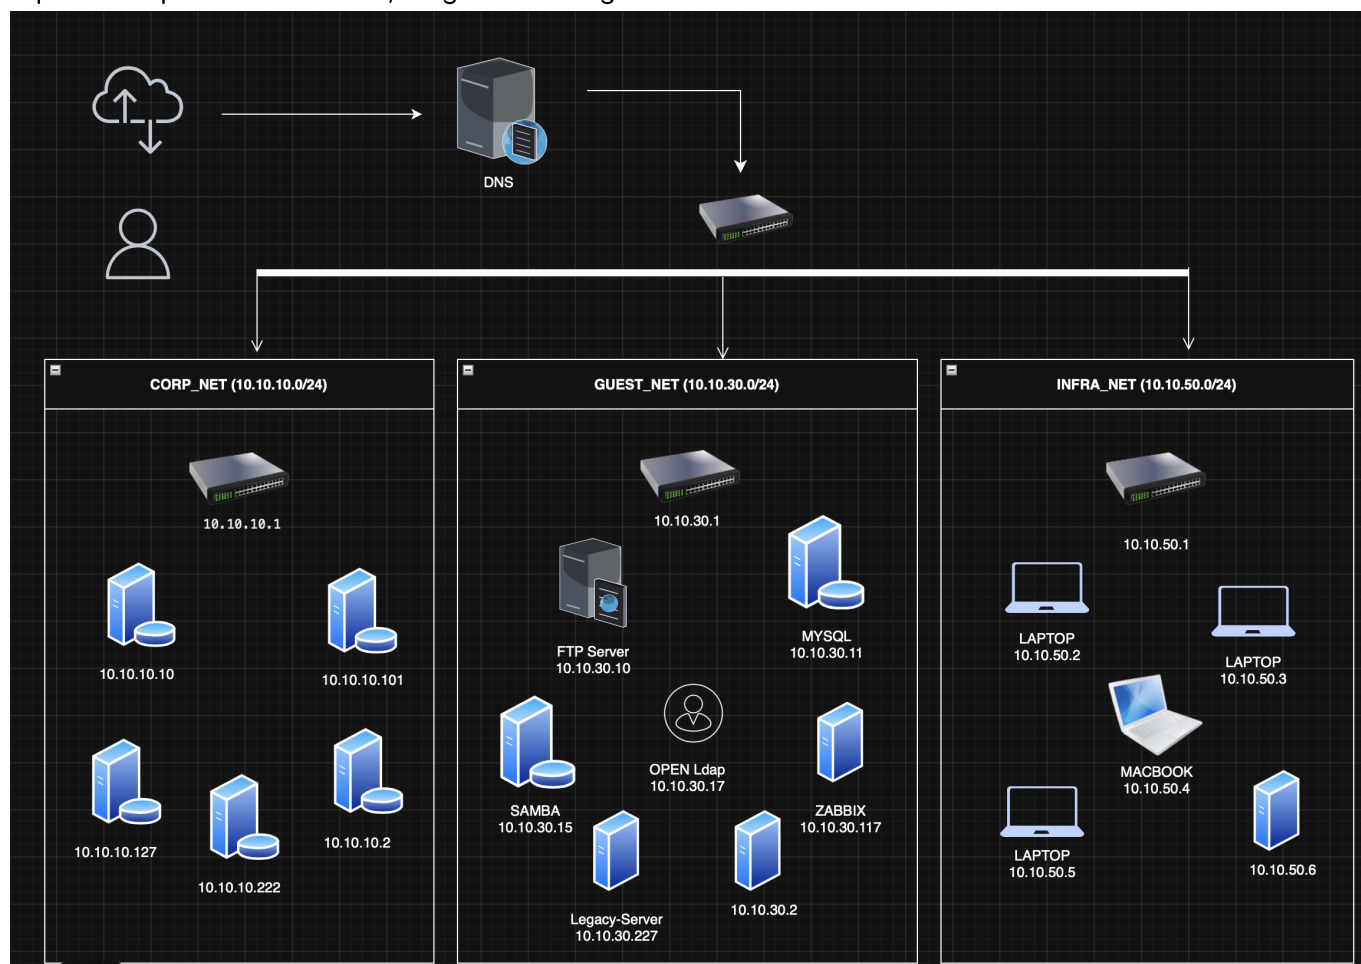 DNS
CORP_NET (10.10.10.0/24)
GUEST_NET (10.10.30.0/24)
INFRA_NET (10.10.50.0/24)
10.10.10.1
10.10.10.10
10.10.10.101
10.10.10.127
10.10.10.222
10.10.10.2
10.10.30.1
FTP Server
10.10.30.10
MYSQL
10.10.30.11
OPEN Ldap
10.10.30.17
SAMBA
10.10.30.15
ZABBIX
10.10.30.117
Legacy-Server
10.10.30.227
10.10.30.2
10.10.50.1
LAPTOP
10.10.50.2
LAPTOP
10.10.50.3
MACBOOK
10.10.50.4
LAPTOP
10.10.50.5
10.10.50.6